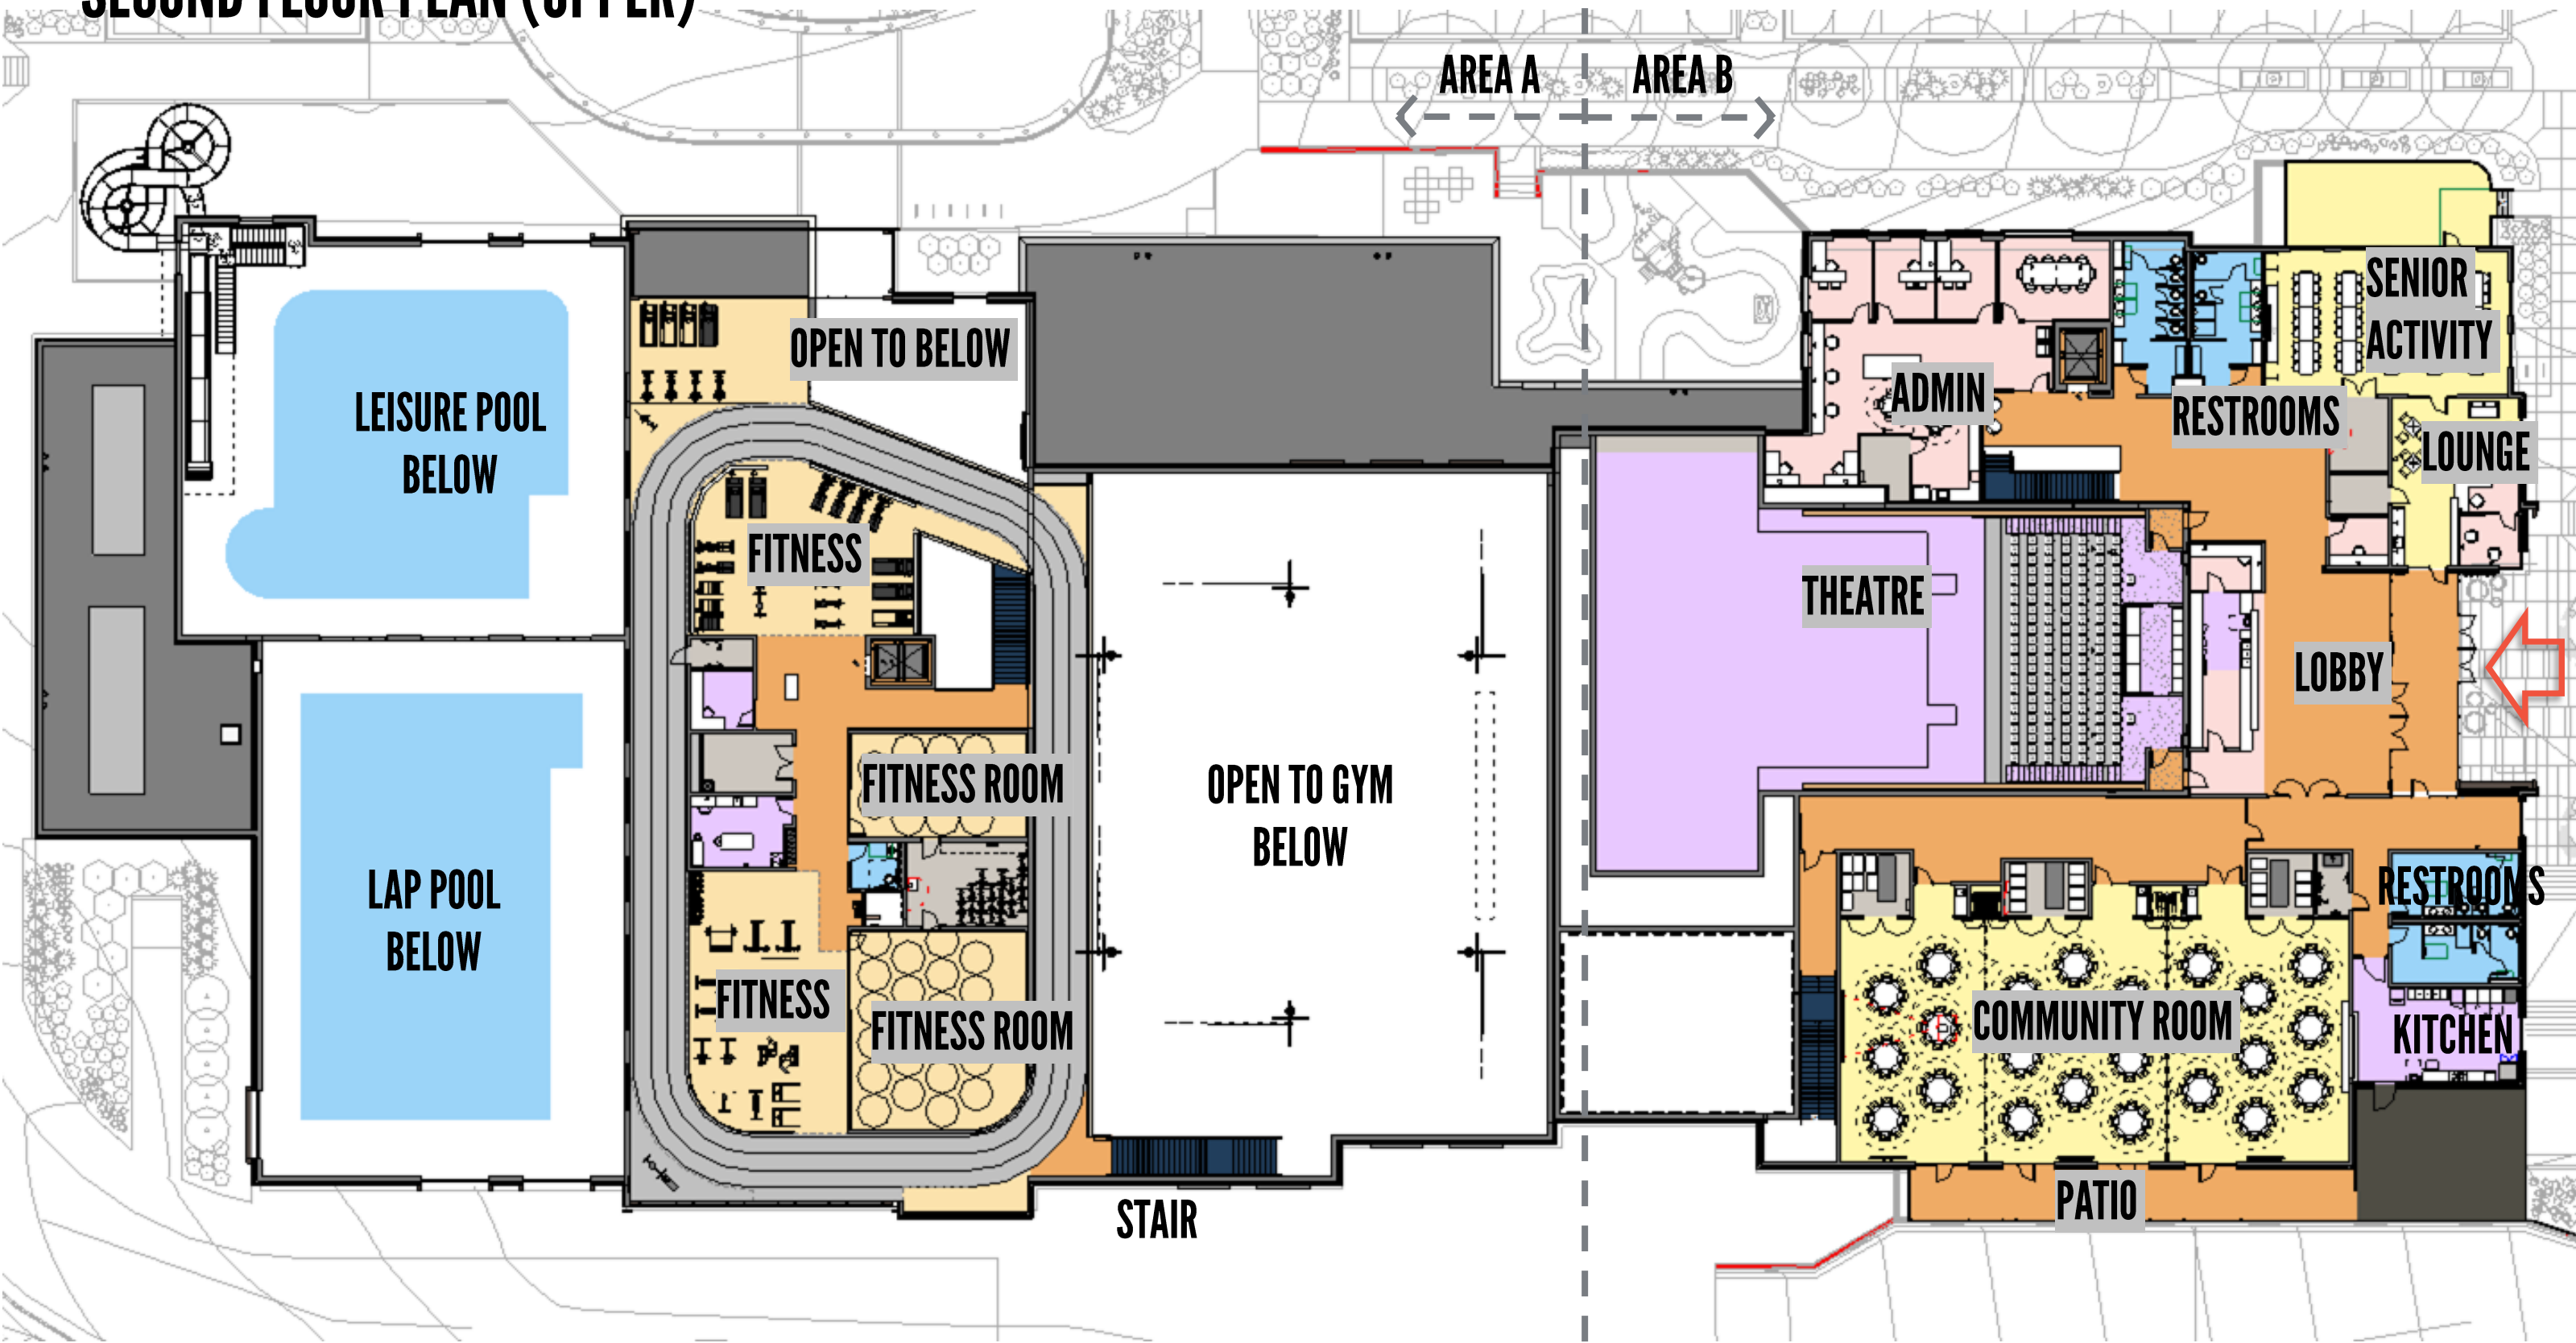 SECOND FLOOR PLAN (UPPER)
AREA A
AREA B
SENIOR
ACTIVITY
OPEN TO BELOW
LEISURE POOL
BELOW
ADMIN
RESTROOMS
LOUNGE
FITNESS
THEATRE
LOBBY
FITNESS ROOM
OPEN TO GYM
BELOW
LAP POOL
BELOW
RESTROOMS
FITNESS
FITNESS ROOM
COMMUNITY ROOM
KITCHEN
STAIR
PATIO